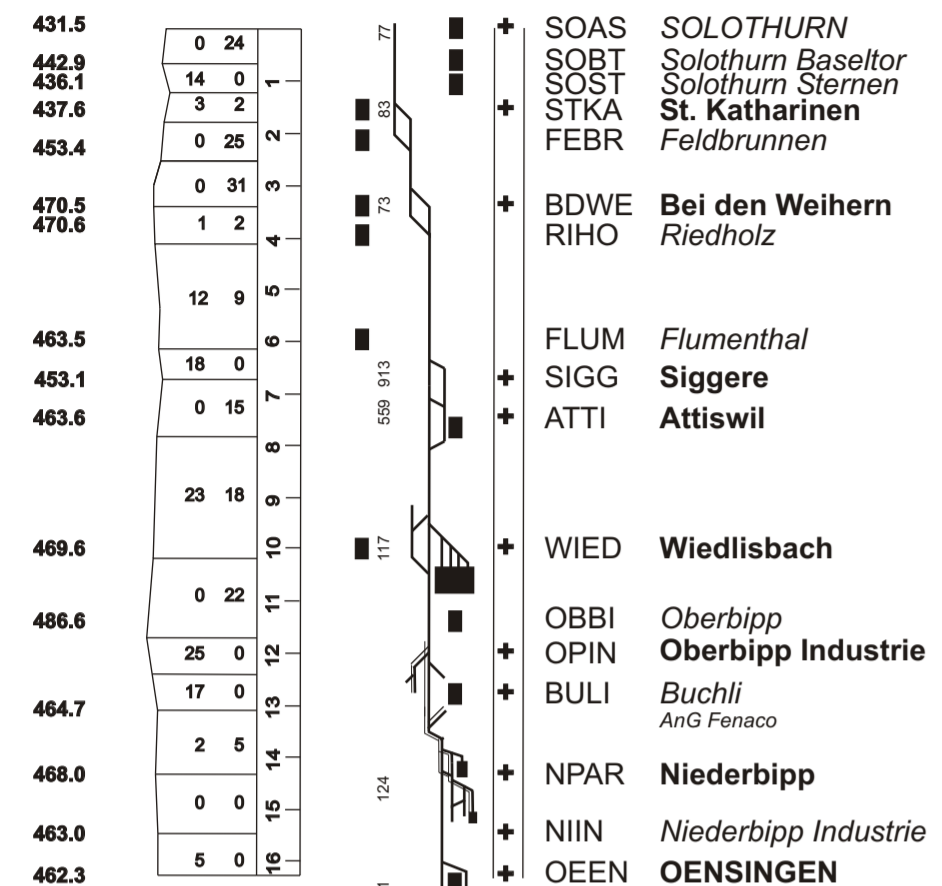 431.5 77 + SOAS SOLOTHURN
0 24
442.9 SOBT Solothurn Baseltor
436.1 14 0 1 SOST Solothurn Sternen
437.6 3 2 83 + STKA St. Katharinen
453.4 0 25 2 FEBR Feldbrunnen
0 31 3
470.5 73 + BDWE Bei den Weihern
470.6 1 2 4 RIHO Riedholz
12 9 5
463.5 6 FLUM Flumenthal
18 0
453.1 913 + SIGG Siggere
7
463.6 0 15 559 + ATTI Attiswil
8
23 18 9
469.6 10 117 + WIED Wiedlisbach
0 22 11
486.6 OBBI Oberbipp
25 0 12 + OPIN Oberbipp Industrie
17 0 + BULI Buchli
464.7 13 AnG Fenaco
2 5 14
468.0 124 + NPAR Niederbipp
0 0 15
463.0 + NIIN Niederbipp Industrie
5 0 16
462.3 + OEEN OENSINGEN